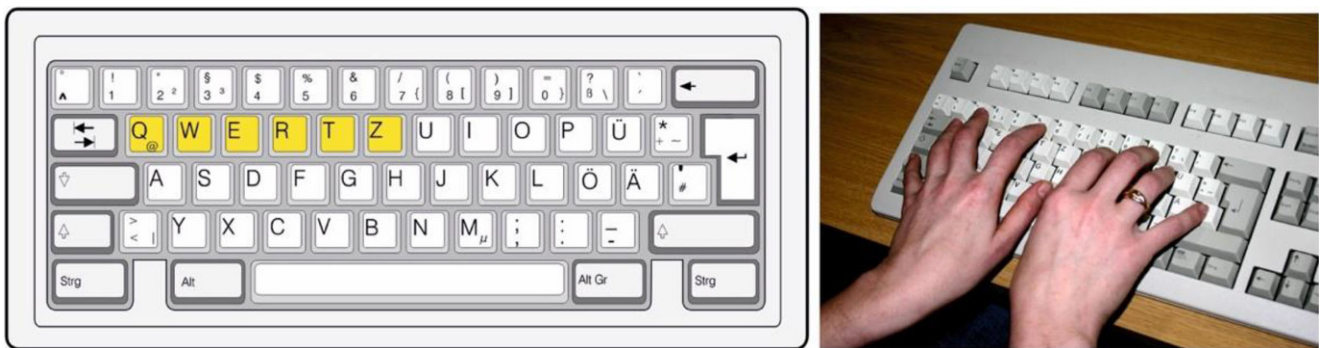 ° ! " § $ % & / ( ) = ? `
^ 1 2 ² 3 ³ 4 5 6 7 { 8 [ 9 ] 0 } ß \ ´
Q @ W E R T Z U I O P Ü * + ~
A S D F G H J K L Ö Ä ' #
> < | Y X C V B N M µ ; , : . _ -
Strg Alt Alt Gr Strg